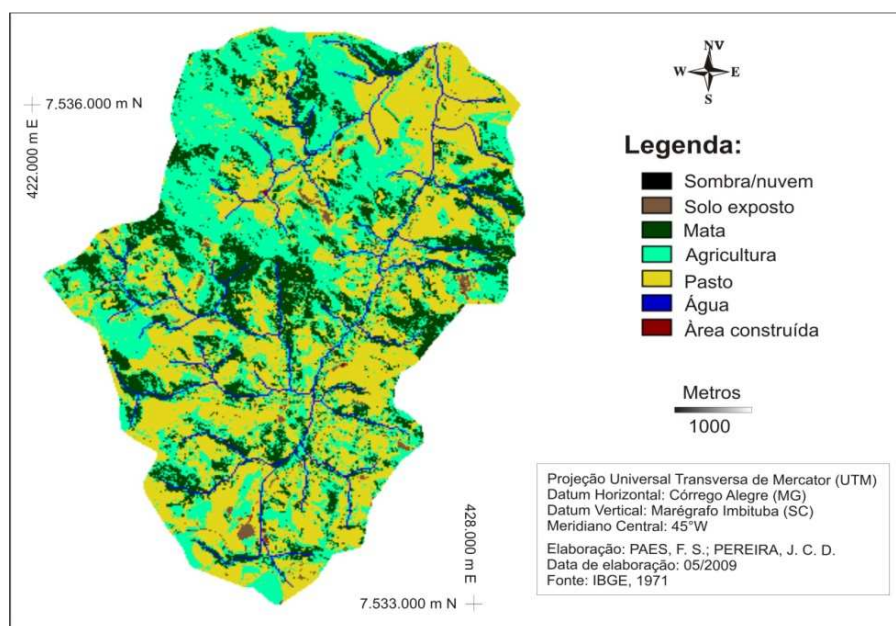 N
W E
S
7.536.000 m N
422.000 m E
Legenda:
Sombra/nuvem
Solo exposto
Mata
Agricultura
Pasto
Água
Àrea construída
Metros
1000
Projeção Universal Transversa de Mercator (UTM)
Datum Horizontal: Córrego Alegre (MG)
Datum Vertical: Marégrafo Imbituba (SC)
Meridiano Central: 45°W
Elaboração: PAES, F. S.; PEREIRA, J. C. D.
Data de elaboração: 05/2009
Fonte: IBGE, 1971
428.000 m E
7.533.000 m N